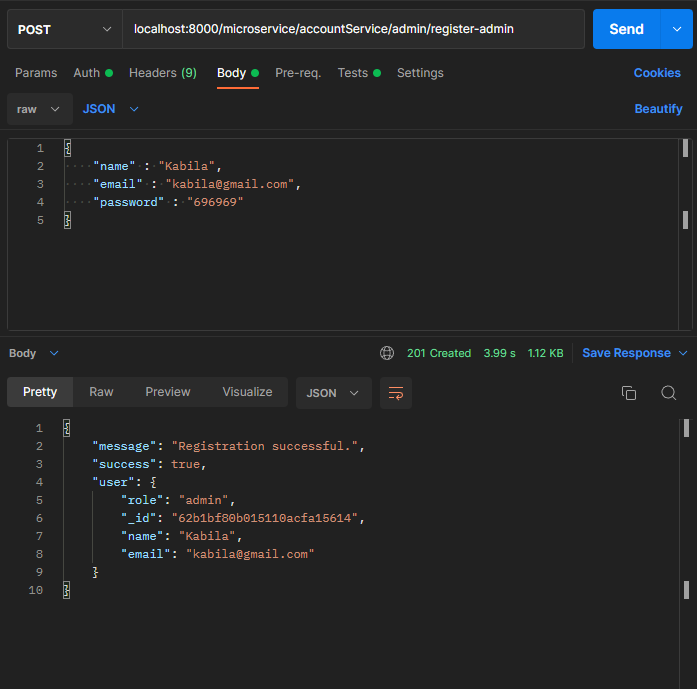 POST localhost:8000/microservice/accountService/admin/register-admin Send
Params Auth Headers (9) Body Pre-req. Tests Settings Cookies
raw JSON Beautify
1 {
2 "name" : "Kabila",
3 "email" : "kabila@gmail.com",
4 "password" : "696969"
5 }
Body 201 Created 3.99 s 1.12 KB Save Response
Pretty Raw Preview Visualize JSON
1 {
2 "message": "Registration successful.",
3 "success": true,
4 "user": {
5 "role": "admin",
6 "_id": "62b1bf80b015110acfa15614",
7 "name": "Kabila",
8 "email": "kabila@gmail.com"
9 }
10 }